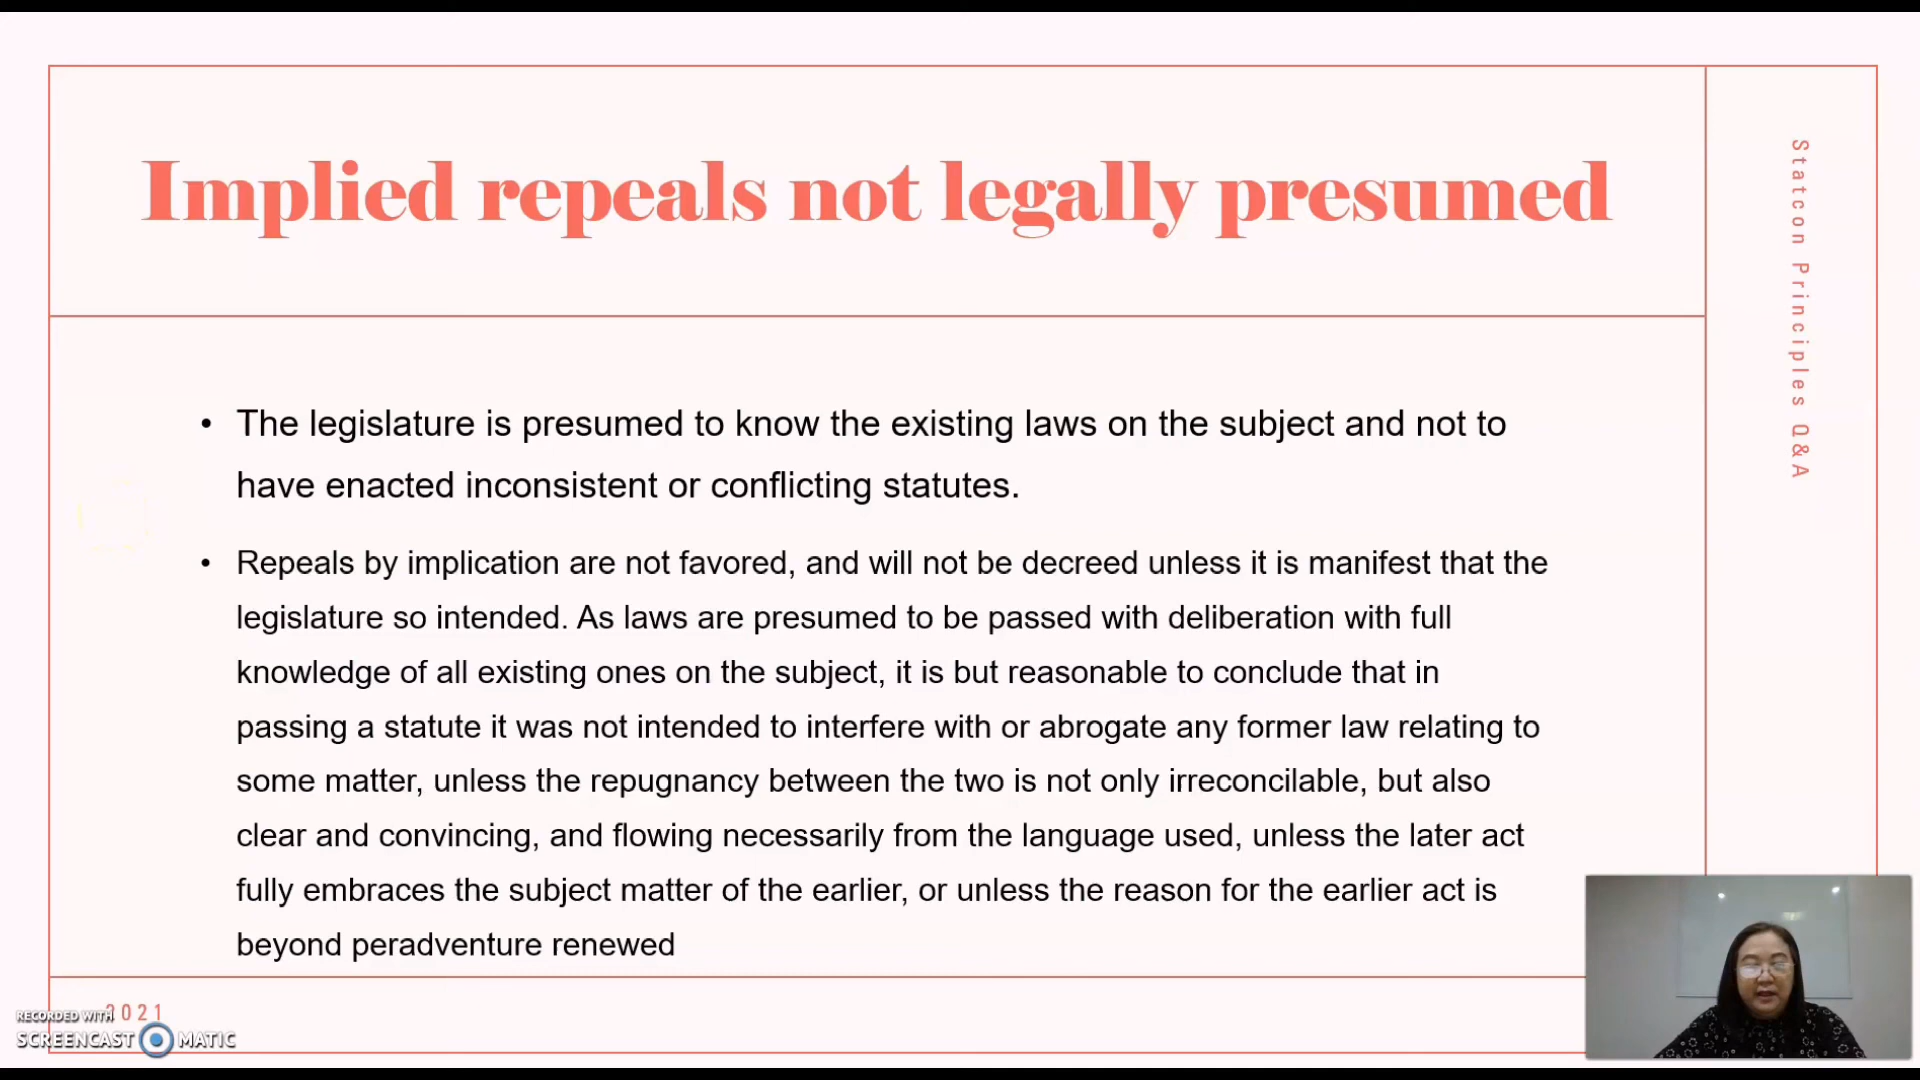 Implied repeals not legally presumed
Statcon Principles Q&A
• The legislature is presumed to know the existing laws on the subject and not to
have enacted inconsistent or conflicting statutes.
• Repeals by implication are not favored, and will not be decreed unless it is manifest that the
legislature so intended. As laws are presumed to be passed with deliberation with full
knowledge of all existing ones on the subject, it is but reasonable to conclude that in
passing a statute it was not intended to interfere with or abrogate any former law relating to
some matter, unless the repugnancy between the two is not only irreconcilable, but also
clear and convincing, and flowing necessarily from the language used, unless the later act
fully embraces the subject matter of the earlier, or unless the reason for the earlier act is
beyond peradventure renewed
2021
RECORDED WITH
SCREENCAST MATIC